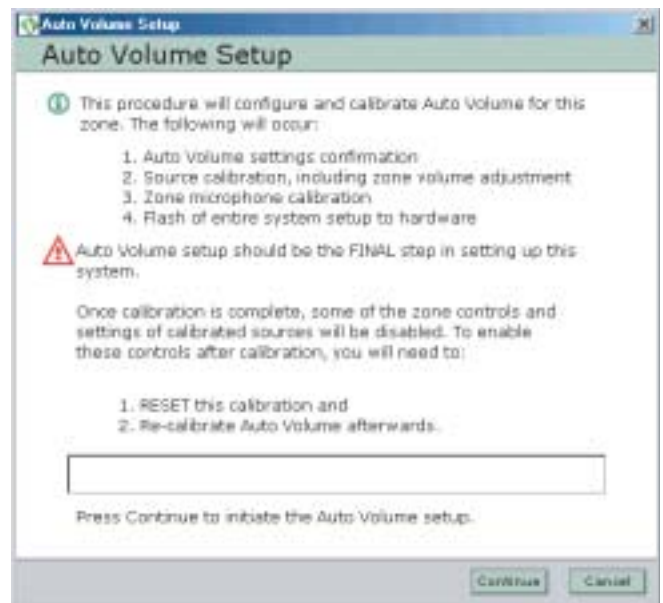 Auto Volume Setup
Auto Volume Setup
This procedure will configure and calibrate Auto Volume for this
zone. The following will occur:
1. Auto Volume settings confirmation
2. Source calibration, including zone volume adjustment
3. Zone microphone calibration
4. Flash of entire system setup to hardware
Auto Volume setup should be the FINAL step in setting up this
system.
Once calibration is complete, some of the zone controls and
settings of calibrated sources will be disabled. To enable
these controls after calibration, you will need to:
1. RESET this calibration and
2. Re-calibrate Auto Volume afterwards.
Press Continue to initiate the Auto Volume setup.
Continue
Cancel